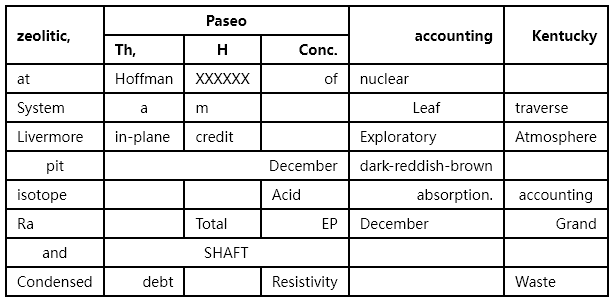 zeolitic, Paseo accounting Kentucky
Th, H Conc.
at Hoffman XXXXXX of nuclear
System a m Leaf traverse
Livermore in-plane credit Exploratory Atmosphere
pit December dark-reddish-brown
isotope Acid absorption. accounting
Ra Total EP December Grand
and SHAFT
Condensed debt Resistivity Waste